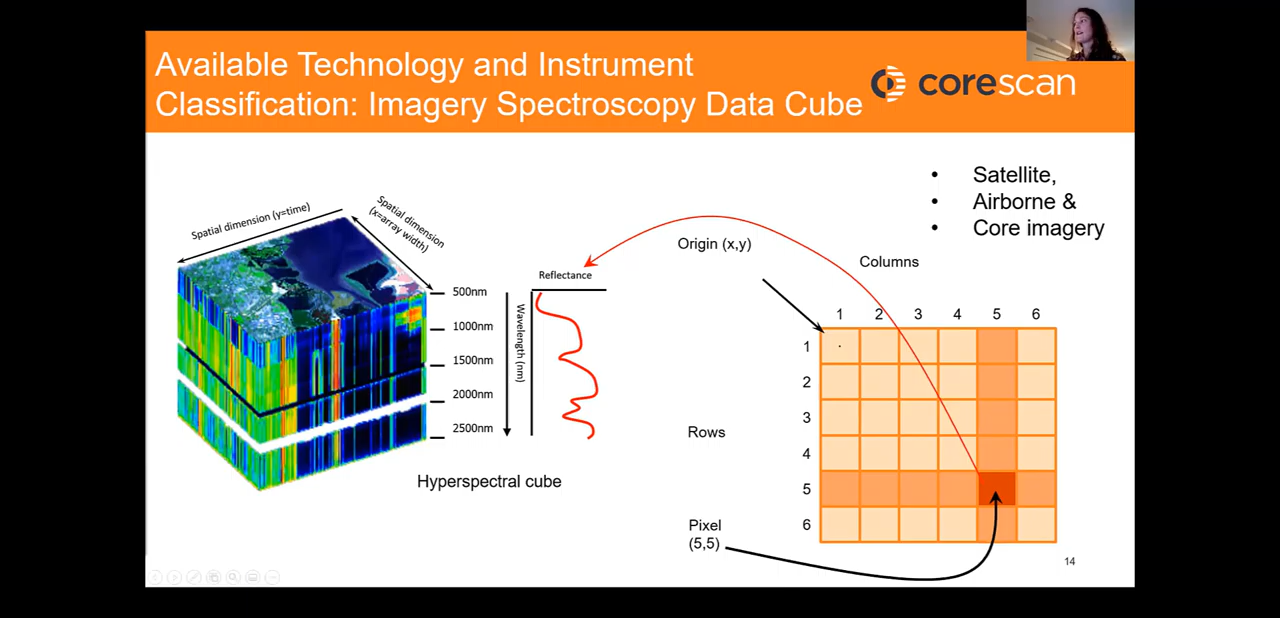 Available Technology and Instrument
Classification: Imagery Spectroscopy Data Cube
corescan
Satellite,
Airborne &
Core imagery
Spatial dimension (y=time)
Spatial dimension
(x=array width)
500nm
1000nm
1500nm
2000nm
2500nm
Wavelength (nm)
Reflectance
Hyperspectral cube
Origin (x,y)
Columns
1 2 3 4 5 6
1
2
3
4
5
6
Rows
Pixel
(5,5)
14